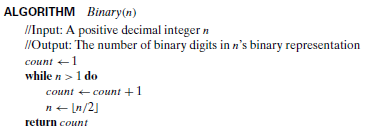 ALGORITHM Binary(n)
//Input: A positive decimal integer n
//Output: The number of binary digits in n's binary representation
count ←1
while n > 1 do
count ← count + 1
n ← ⌊n/2⌋
return count